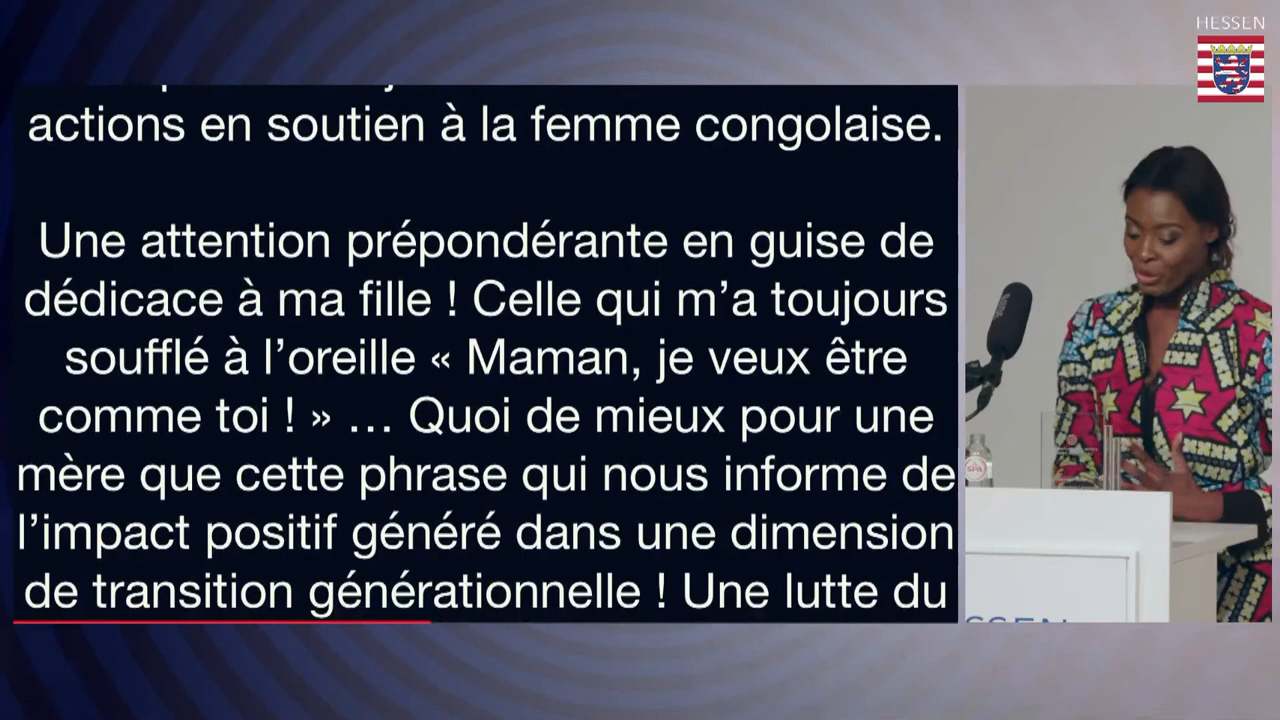 HESSEN
actions en soutien à la femme congolaise.
Une attention prépondérante en guise de
dédicace à ma fille ! Celle qui m’a toujours
soufflé à l’oreille « Maman, je veux être
comme toi ! » … Quoi de mieux pour une
mère que cette phrase qui nous informe de
l’impact positif généré dans une dimension
de transition générationnelle ! Une lutte du
SPA